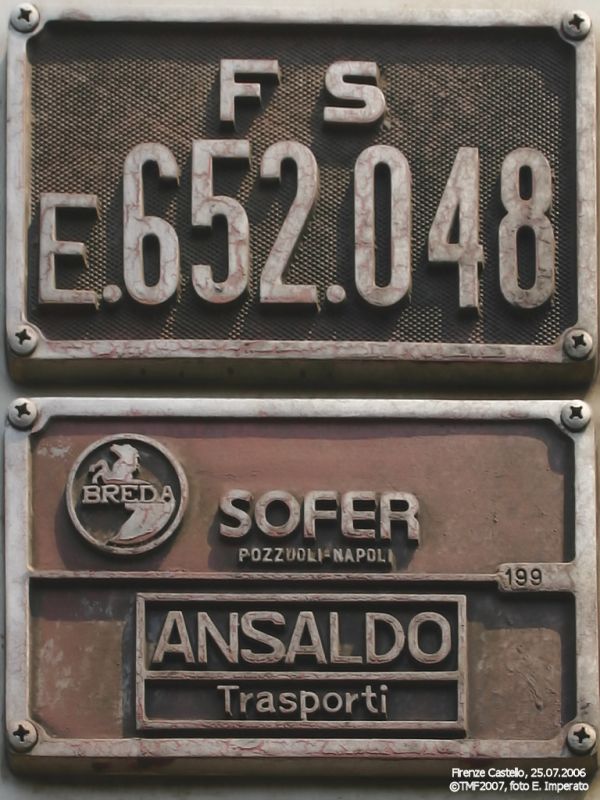 FS
E.652.048
BREDA
SOFER
POZZUOLI-NAPOLI
199
ANSALDO
Trasporti
Firenze Castello, 25.07.2006
©TMF2007, foto E. Imperato